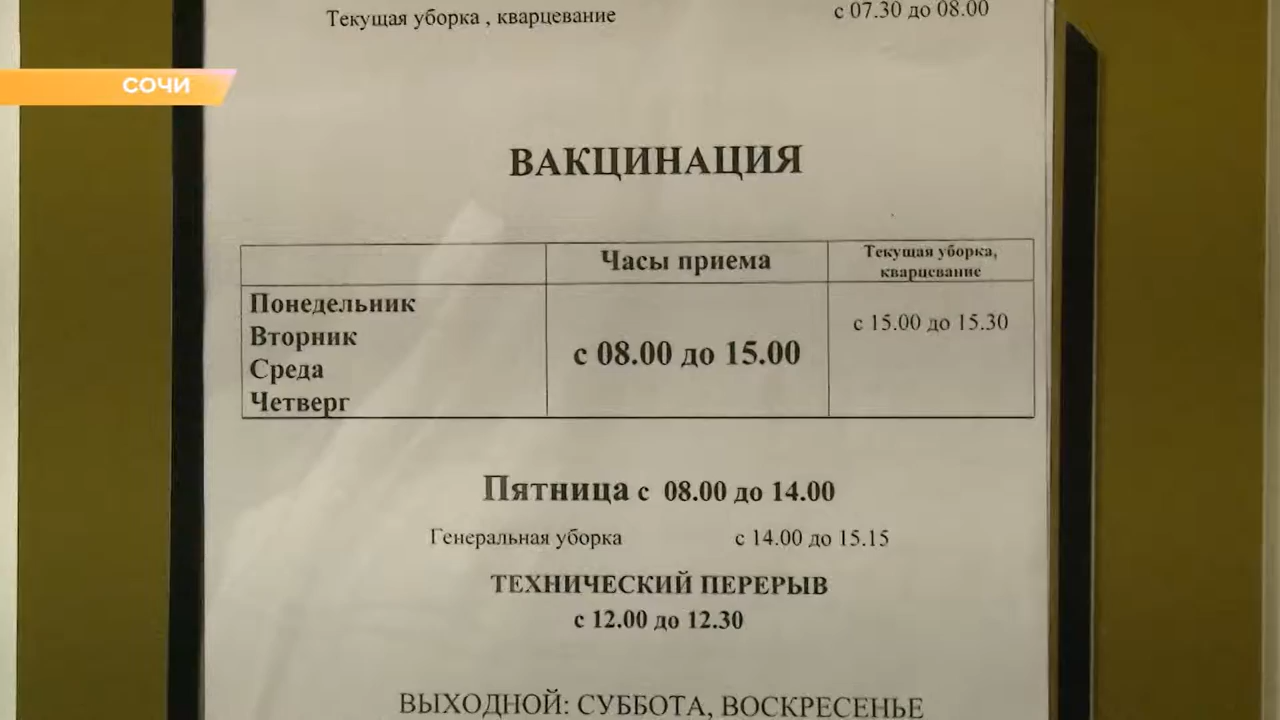 Текущая уборка , кварцевание с 07.30 до 08.00
СОЧИ
ВАКЦИНАЦИЯ
Часы приема
Текущая уборка,
кварцевание
Понедельник
Вторник
Среда
Четверг
с 08.00 до 15.00
с 15.00 до 15.30
Пятница с 08.00 до 14.00
Генеральная уборка с 14.00 до 15.15
ТЕХНИЧЕСКИЙ ПЕРЕРЫВ
с 12.00 до 12.30
ВЫХОДНОЙ: СУББОТА, ВОСКРЕСЕНЬЕ